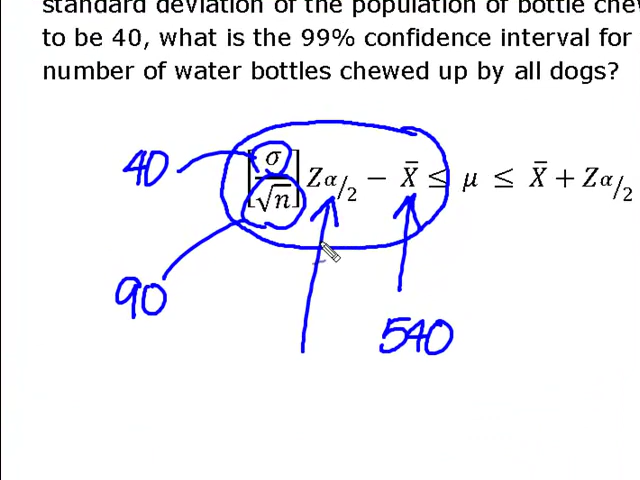 standard deviation of the population of bottle chew
to be 40, what is the 99% confidence interval for
number of water bottles chewed up by all dogs?
40 [σ/√n] Zα/2 − X̄ ≤ μ ≤ X̄ + Zα/2
90
540